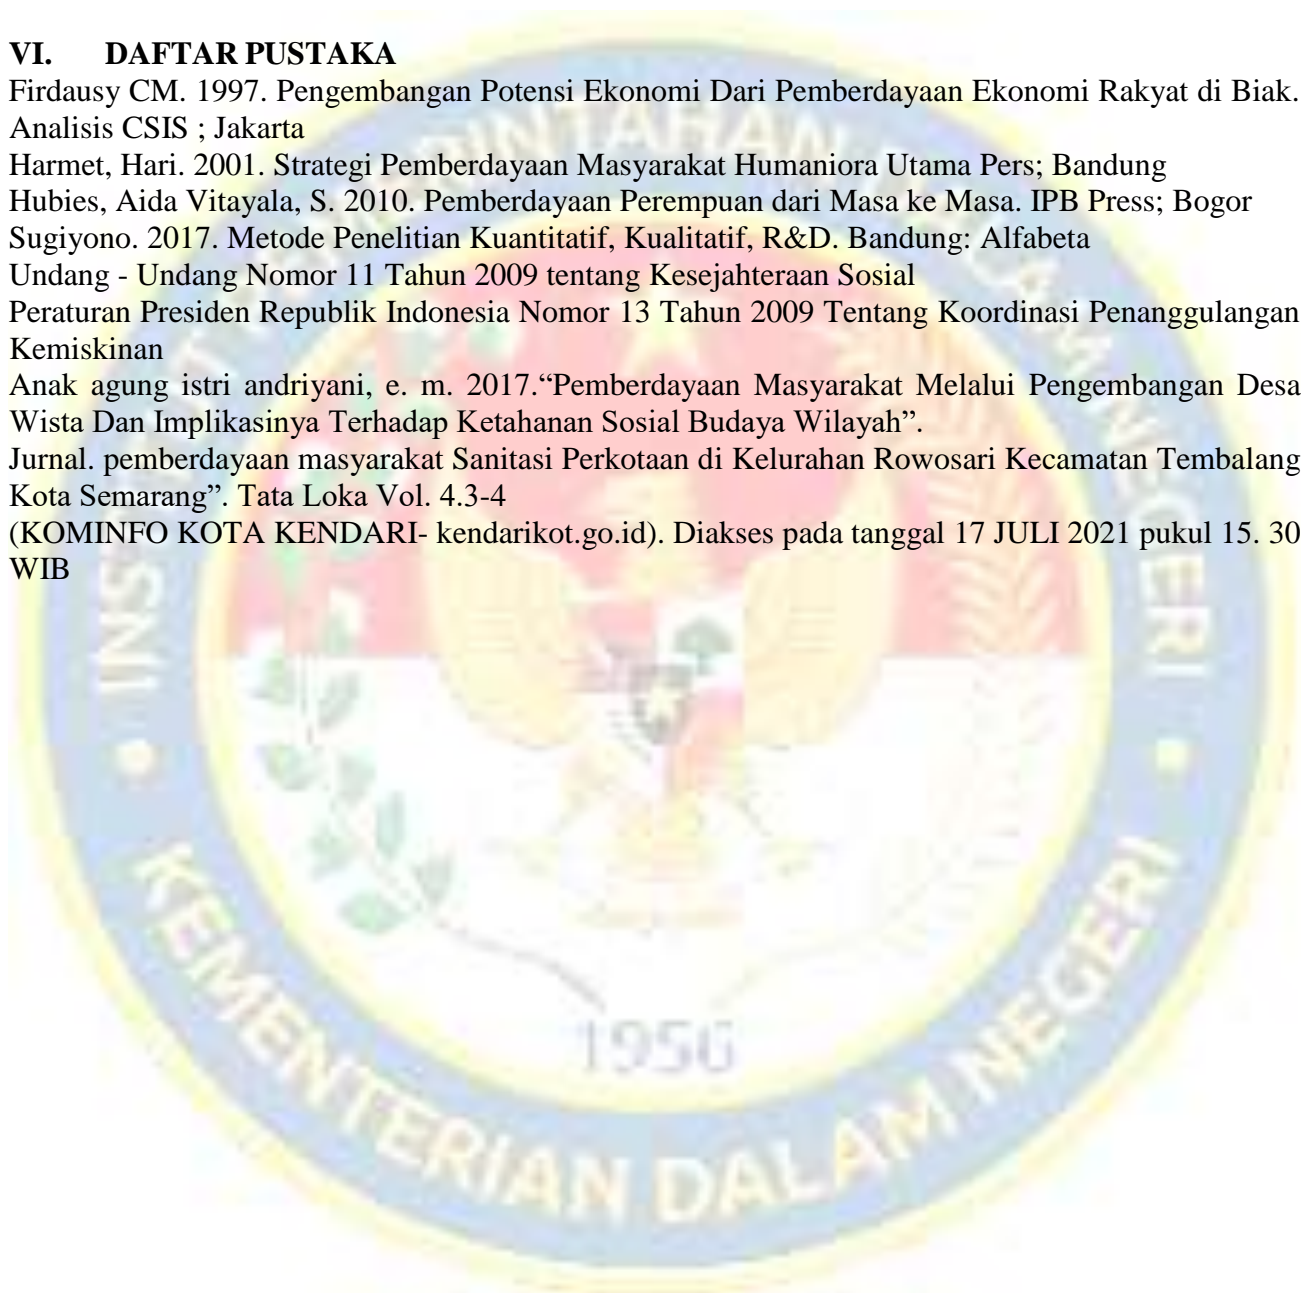 VI. DAFTAR PUSTAKA
Firdausy CM. 1997. Pengembangan Potensi Ekonomi Dari Pemberdayaan Ekonomi Rakyat di Biak.
Analisis CSIS ; Jakarta
Harmet, Hari. 2001. Strategi Pemberdayaan Masyarakat Humaniora Utama Pers; Bandung
Hubies, Aida Vitayala, S. 2010. Pemberdayaan Perempuan dari Masa ke Masa. IPB Press; Bogor
Sugiyono. 2017. Metode Penelitian Kuantitatif, Kualitatif, R&D. Bandung: Alfabeta
Undang - Undang Nomor 11 Tahun 2009 tentang Kesejahteraan Sosial
Peraturan Presiden Republik Indonesia Nomor 13 Tahun 2009 Tentang Koordinasi Penanggulangan
Kemiskinan
Anak agung istri andriyani, e. m. 2017.“Pemberdayaan Masyarakat Melalui Pengembangan Desa
Wista Dan Implikasinya Terhadap Ketahanan Sosial Budaya Wilayah”.
Jurnal. pemberdayaan masyarakat Sanitasi Perkotaan di Kelurahan Rowosari Kecamatan Tembalang
Kota Semarang”. Tata Loka Vol. 4.3-4
(KOMINFO KOTA KENDARI- kendarikot.go.id). Diakses pada tanggal 17 JULI 2021 pukul 15. 30
WIB
INSTITUT PEMERINTAHAN DALAM NEGERI
1956
KEMENTERIAN DALAM NEGERI